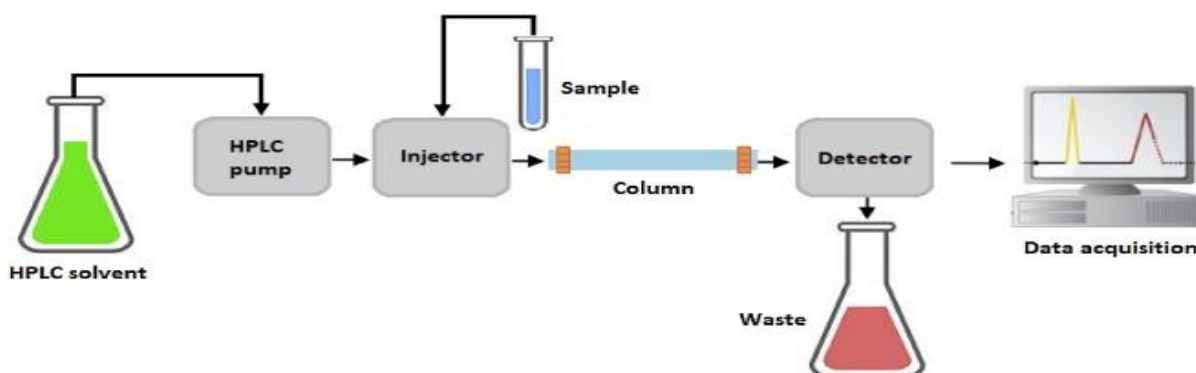 Sample
HPLC
pump
Injector
Detector
Column
HPLC solvent
Data acquisition
Waste